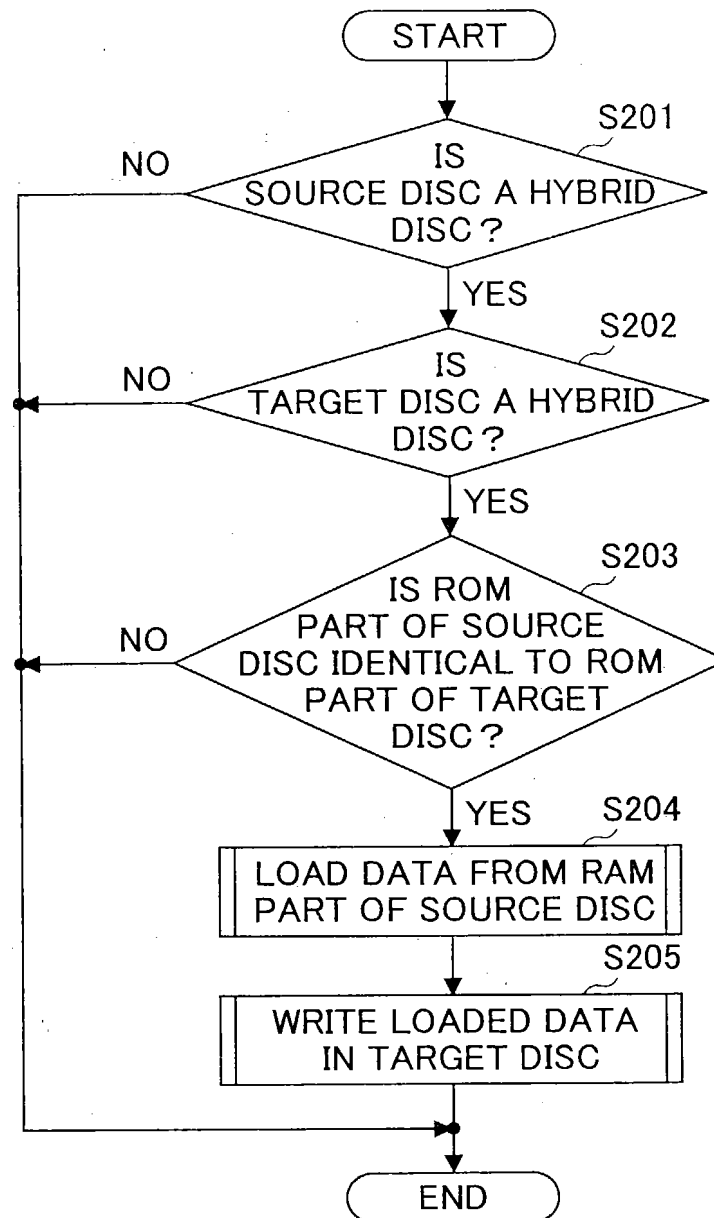 START
S201
NO
IS
SOURCE DISC A HYBRID
DISC?
YES
S202
NO
IS
TARGET DISC A HYBRID
DISC?
YES
S203
NO
IS ROM
PART OF SOURCE
DISC IDENTICAL TO ROM
PART OF TARGET
DISC?
YES
S204
LOAD DATA FROM RAM
PART OF SOURCE DISC
S205
WRITE LOADED DATA
IN TARGET DISC
END